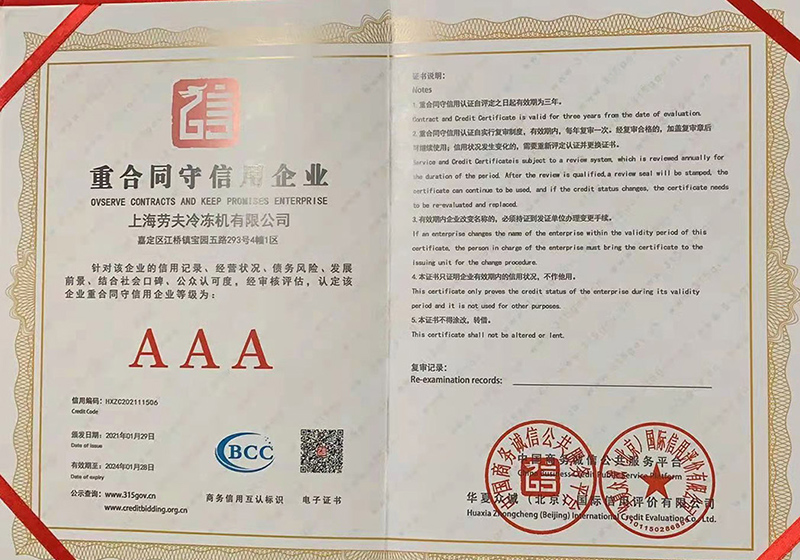 重合同守信用企业
OVSERVE CONTRACTS AND KEEP PROMISES ENTERPRISE
上海劳夫冷冻机有限公司
嘉定区江桥镇宝园五路293号4幢1区
针对该企业的信用记录、经营状况、债务风险、发展
前景、结合社会口碑、公众认可度,经审核评估,认定该
企业重合同守信用企业等级为:
AAA
信用编码: HXZC202111506
Credit Code
颁发日期: 2021年01月29日
Date of issue
有效期至: 2024年01月28日
Date of expiry
公示查询: www.315gov.cn
www.creditbidding.org.cn
BCC
商务信用互认标识
电子证书
证书说明:
Notes
1. 重合同守信用认证自评定之日起有效期为三年。
Contract and Credit Certificate is valid for three years from the date of evaluation.
2. 重合同守信用认证自实行复审制度,有效期内,每年复审一次。经复审合格的,加盖复审章后
可继续使用;信用状况发生变化的,需要重新评定认证并更换证书。
Service and Credit Certificateis subject to a review system, which is reviewed annually for
the duration of the period. After the review is qualified,a review seal will be stamped, the
certificate can continue to be used, and if the credit status changes, the certificate needs
to be re-evaluated and replaced.
3. 有效期内企业改变名称的,必须持证到发证单位办理变更手续。
If an enterprise changes the name of the enterprise within the validity period of this
certificate, the person in charge of the enterprise must bring the certificate to the
issuing unit for the change procedure.
4. 本证书只证明企业有效期内的信用状况,不作他用。
This certificate only proves the credit status of the enterprise during its validity
period and it is not used for other purposes.
5. 本证书不得涂改,转借。
This certificate shall not be altered or lent.
复审记录:
Re-examination records:
中国商务诚信公共服务平台
Credit Public Service Platform
华夏众诚(北京)国际信用评价有限公司
Huaxia Zhongcheng (Beijing) International Credit Evaluation Co., Ltd.